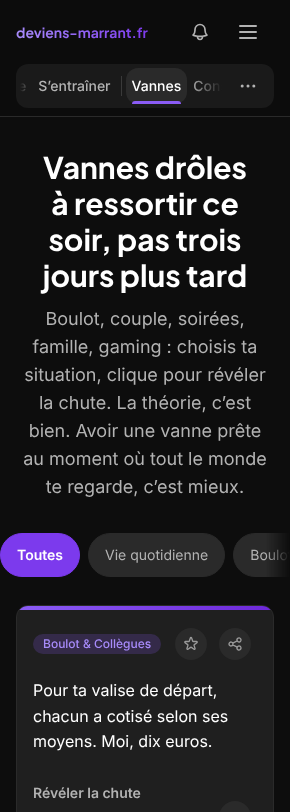 deviens-marrant.fr
S'entraîner
Vannes
Vannes drôles
à ressortir ce
soir, pas trois
jours plus tard
Boulot, couple, soirées,
famille, gaming : choisis ta
situation, clique pour révéler
la chute. La théorie, c'est
bien. Avoir une vanne prête
au moment où tout le monde
te regarde, c'est mieux.
Toutes
Vie quotidienne
Boulot & Collègues
Pour ta valise de départ,
chacun a cotisé selon ses
moyens. Moi, dix euros.
Révéler la chute